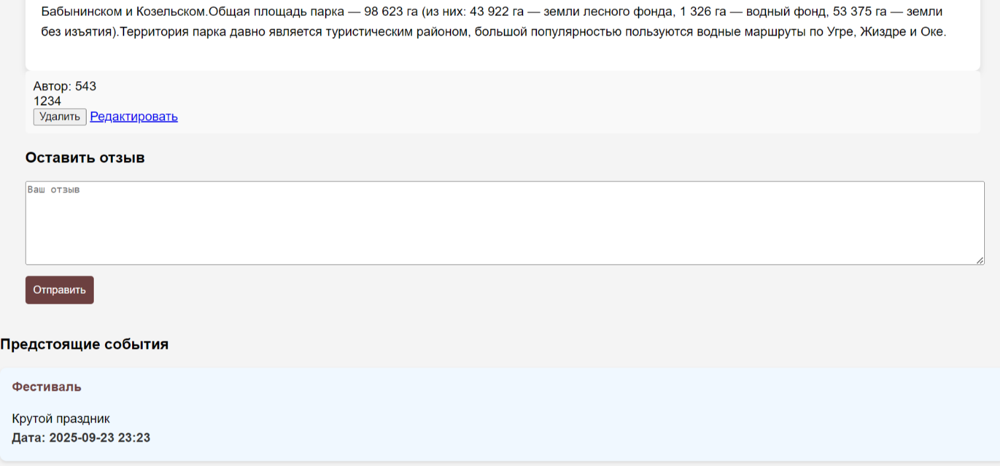 Бабынинском и Козельском.Общая площадь парка — 98 623 га (из них: 43 922 га — земли лесного фонда, 1 326 га — водный фонд, 53 375 га — земли
без изъятия).Территория парка давно является туристическим районом, большой популярностью пользуются водные маршруты по Угре, Жиздре и Оке.
Автор: 543
1234
Удалить Редактировать
Оставить отзыв
Ваш отзыв
Отправить
Предстоящие события
Фестиваль
Крутой праздник
Дата: 2025-09-23 23:23